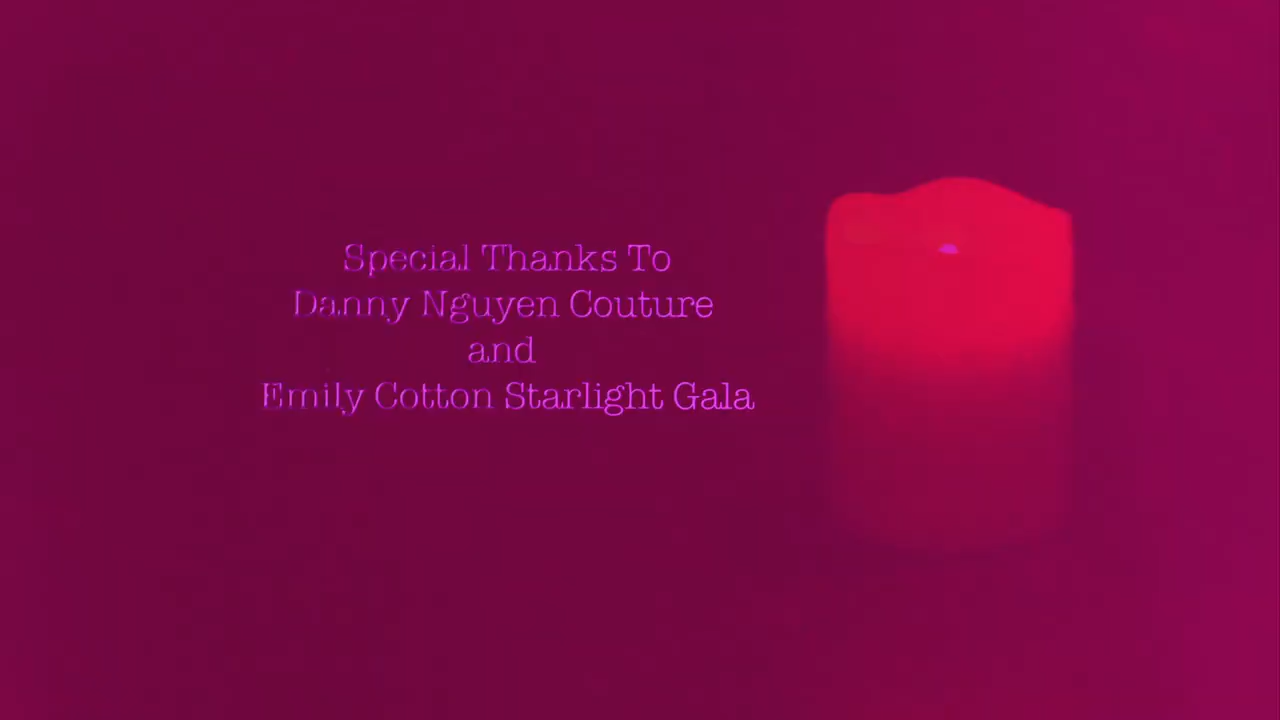 Special Thanks To
Danny Nguyen Couture
and
Emily Cotton Starlight Gala